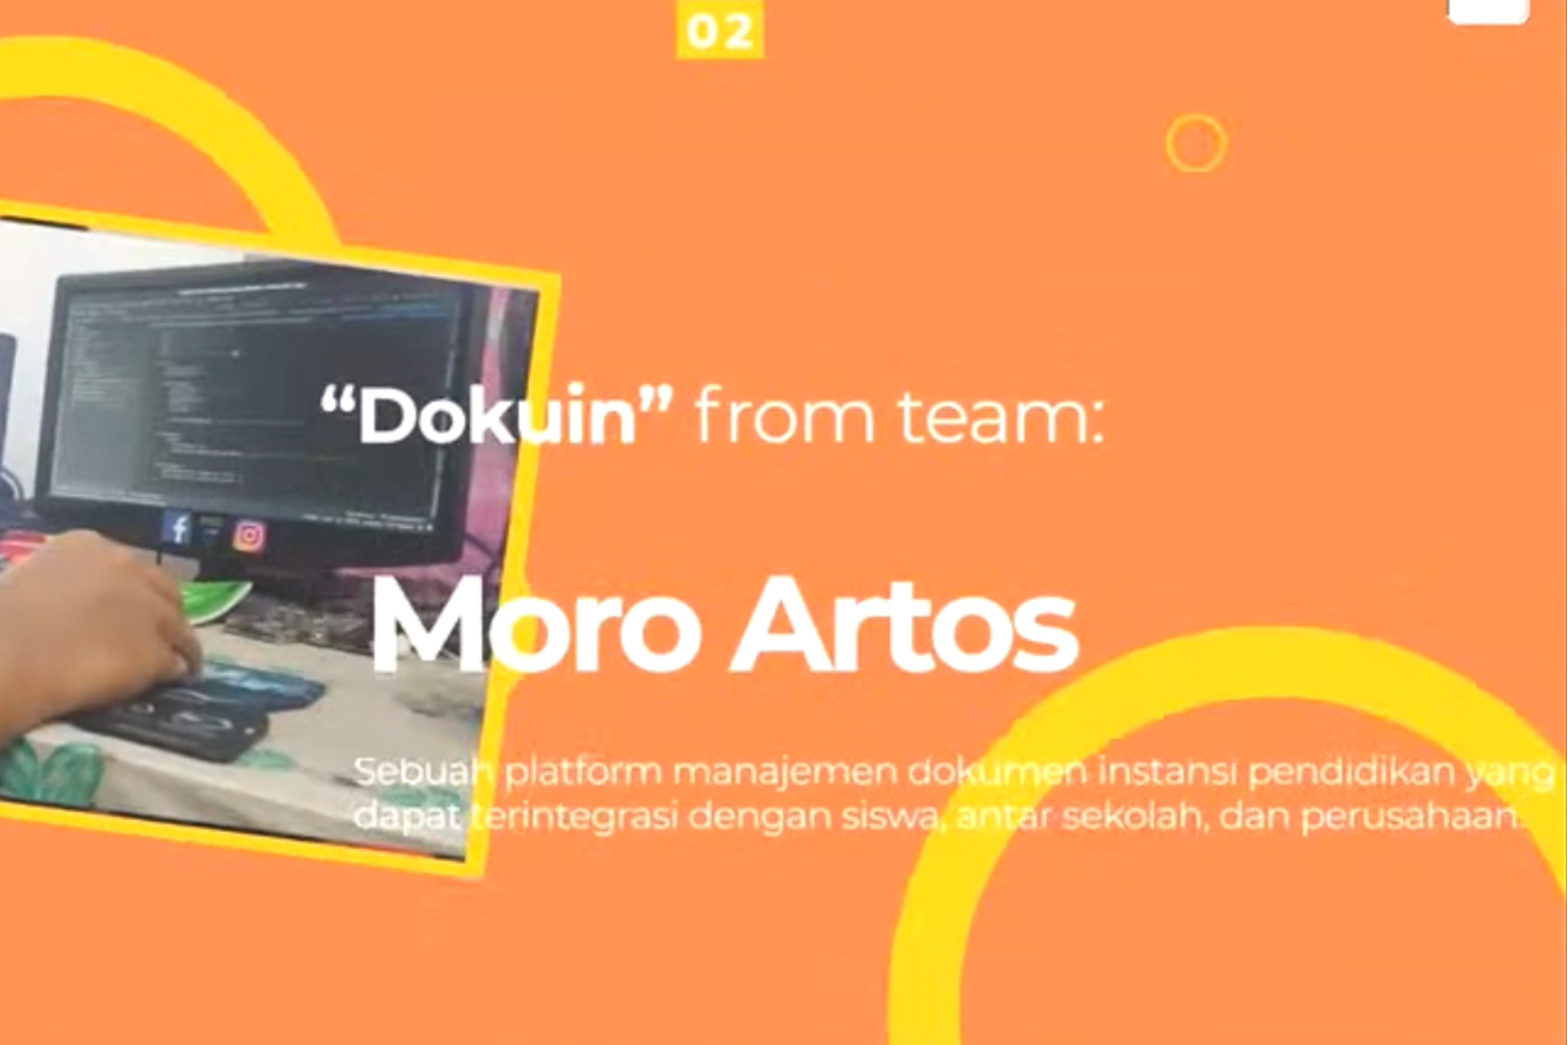 02
“Dokuin” from team:
Moro Artos
Sebuah platform manajemen dokumen instansi pendidikan yang
dapat terintegrasi dengan siswa, antar sekolah, dan perusahaan.